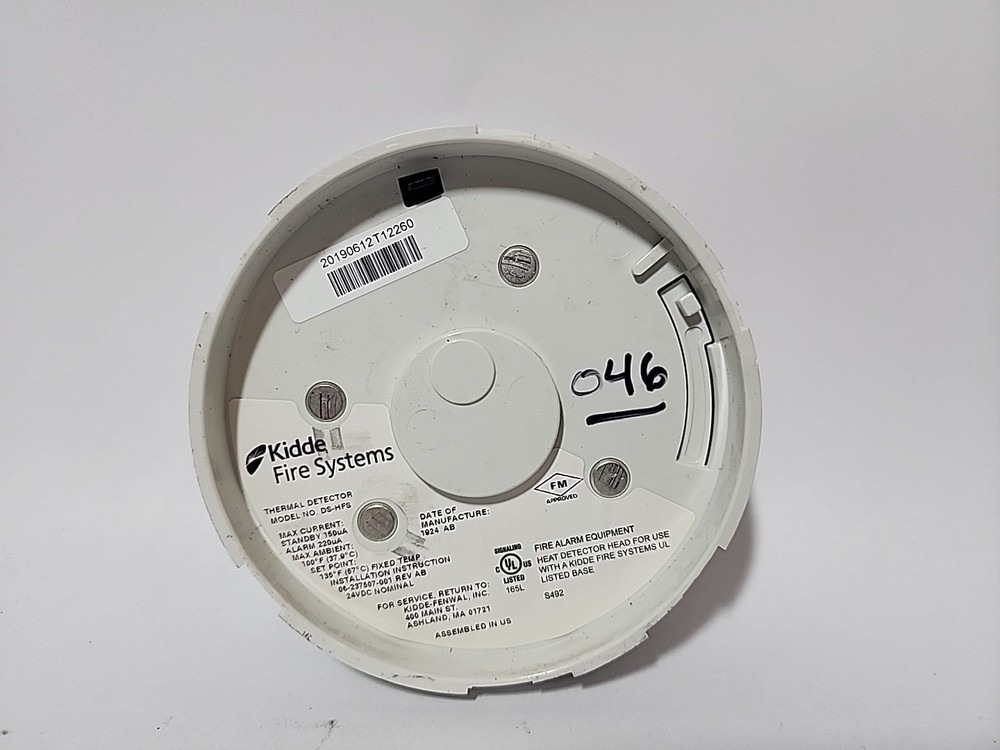 20190612T12260
046
Kidde
Fire Systems
THERMAL DETECTOR
MODEL NO. DS-HFS
MAX CURRENT:
STANDBY 150uA
ALARM 220uA
MAX AMBIENT:
100°F (37.9°C)
SET POINT:
135°F (57°C) FIXED TEMP
INSTALLATION INSTRUCTION
06-237507-001 REV AB
24VDC NOMINAL
DATE OF
MANUFACTURE:
1924 AB
FOR SERVICE, RETURN TO:
KIDDE-FENWAL, INC.
400 MAIN ST.
ASHLAND, MA 01721
ASSEMBLED IN US
FM
APPROVED
SIGNALING
C UL US
LISTED
165L
FIRE ALARM EQUIPMENT
HEAT DETECTOR HEAD FOR USE
WITH A KIDDE FIRE SYSTEMS UL
LISTED BASE
S492